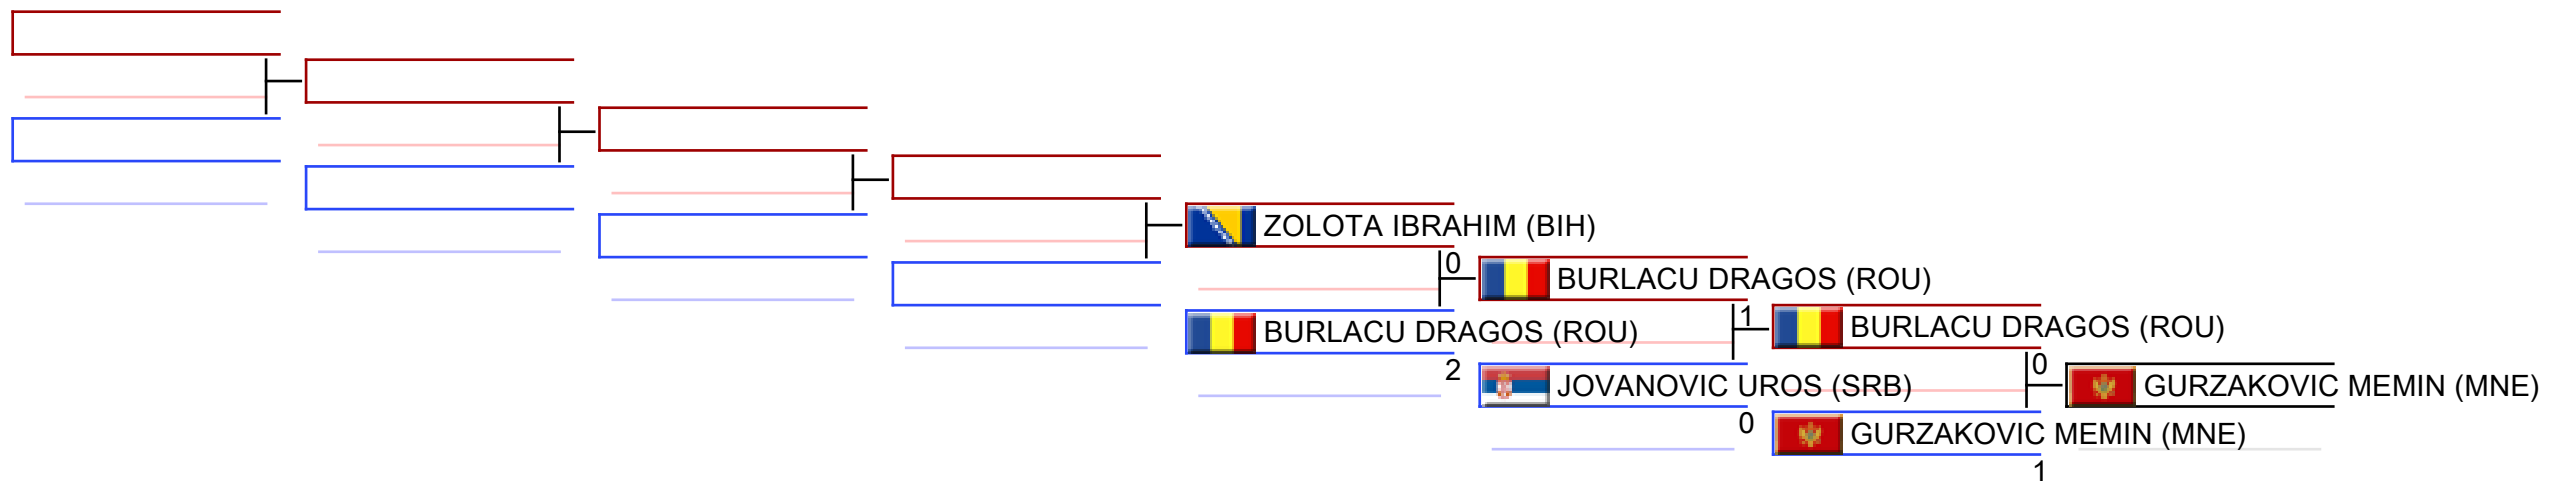 ZOLOTA IBRAHIM (BIH)
0
BURLACU DRAGOS (ROU)
BURLACU DRAGOS (ROU)
2
1
BURLACU DRAGOS (ROU)
JOVANOVIC UROS (SRB)
0
0
GURZAKOVIC MEMIN (MNE)
GURZAKOVIC MEMIN (MNE)
1